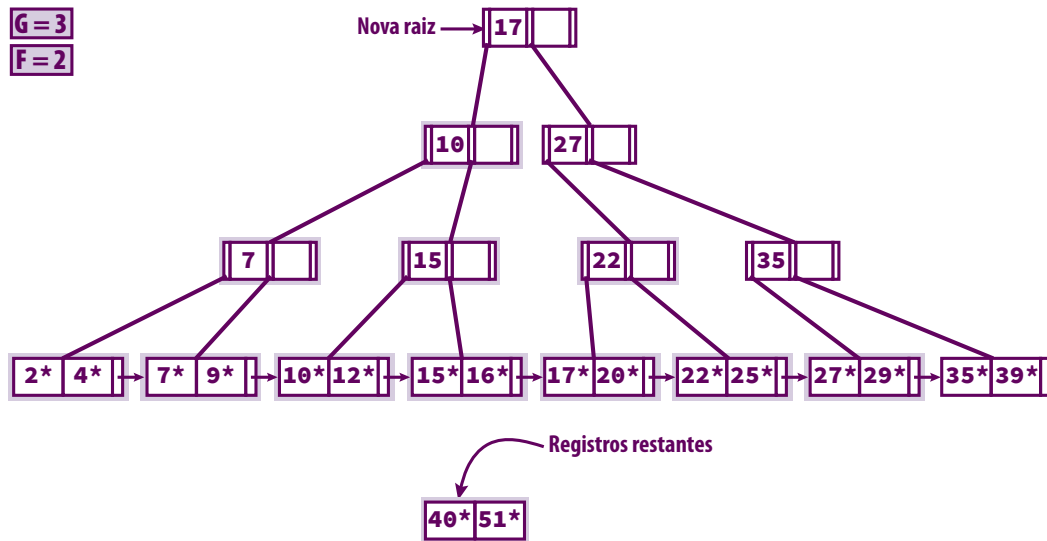 G = 3
F = 2
Nova raiz
17
10
27
7
15
22
35
2* 4* 7* 9* 10* 12* 15* 16* 17* 20* 22* 25* 27* 29* 35* 39*
Registros restantes
40* 51*